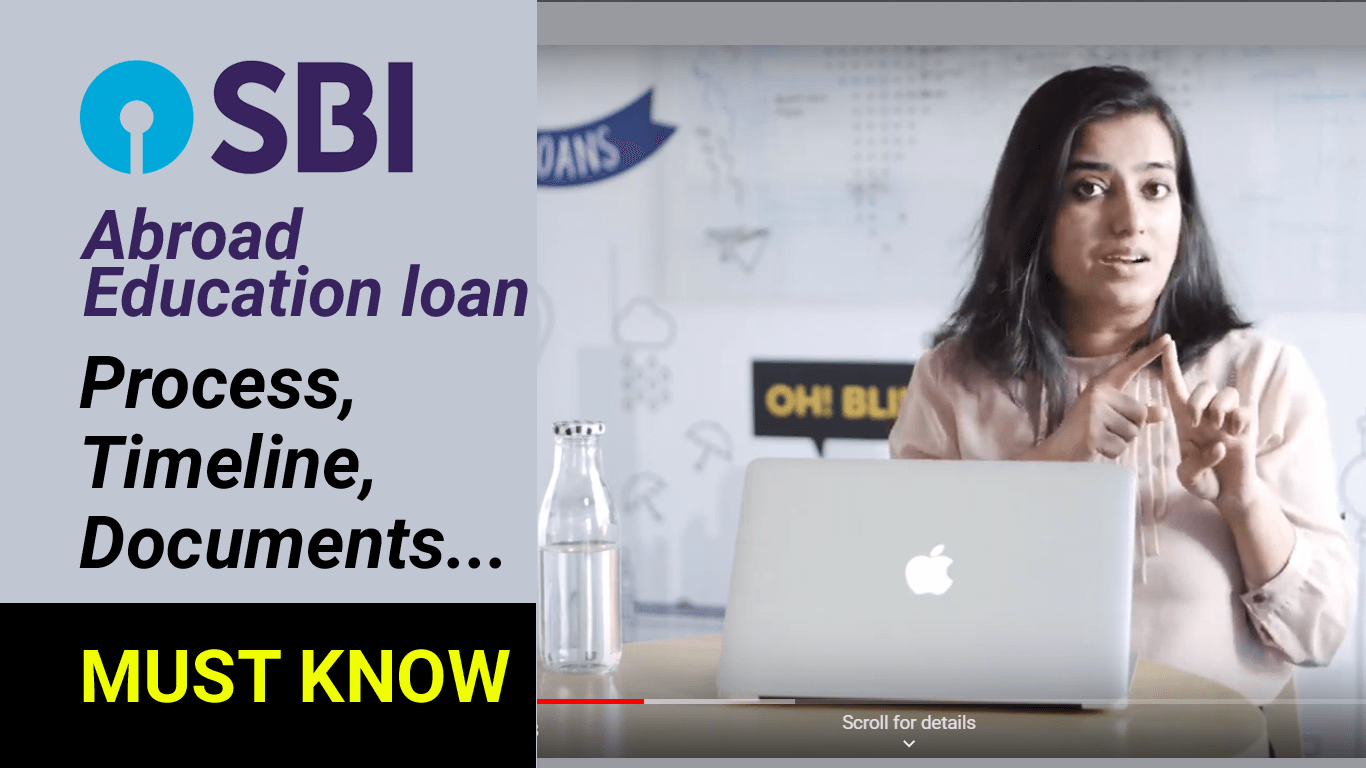 SBI
Abroad
Education loan
Process,
Timeline,
Documents...
MUST KNOW
OANS
OH! BLI
Scroll for details